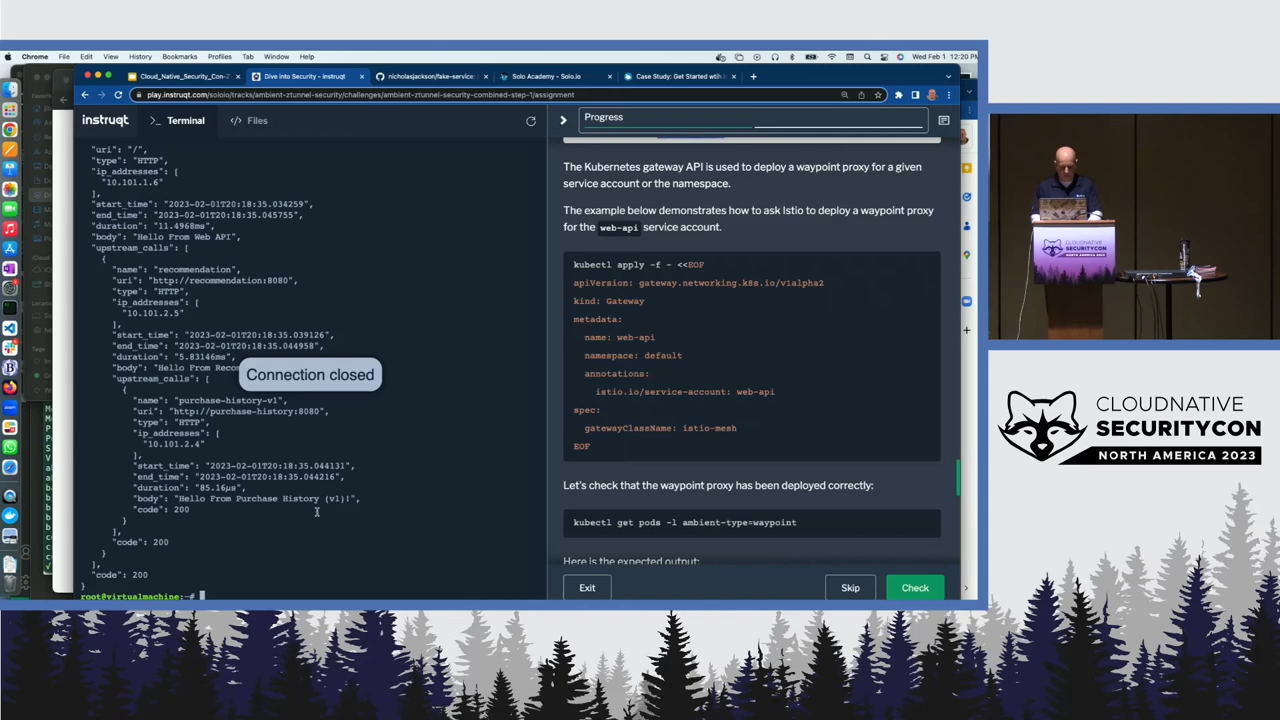 Chrome File Edit View History Bookmarks Profiles Tab Window Help
Wed Feb 1 12:20 PM
Cloud_Native_Security_Con-2
Dive into Security - instruqt
nicholasjackson/fake-service:
Solo Academy - Solo.io
Case Study: Get Started with
play.instruqt.com/soloio/tracks/ambient-ztunnel-security/challenges/ambient-ztunnel-security-combined-step-1/assignment
instruqt
>_ Terminal
</> Files
Progress
"uri": "/",
"type": "HTTP",
"ip_addresses": [
"10.101.1.6"
],
"start_time": "2023-02-01T20:18:35.034259",
"end_time": "2023-02-01T20:18:35.045755",
"duration": "11.4968ms",
"body": "Hello From Web API",
"upstream_calls": [
{
"name": "recommendation",
"uri": "http://recommendation:8080",
"type": "HTTP",
"ip_addresses": [
"10.101.2.5"
],
"start_time": "2023-02-01T20:18:35.039126",
"end_time": "2023-02-01T20:18:35.044958",
"duration": "5.83146ms",
"body": "Hello From Reco
Connection closed
"upstream_calls": [
{
"name": "purchase-history-v1",
"uri": "http://purchase-history:8080",
"type": "HTTP",
"ip_addresses": [
"10.101.2.4"
],
"start_time": "2023-02-01T20:18:35.044131",
"end_time": "2023-02-01T20:18:35.044216",
"duration": "85.16µs",
"body": "Hello From Purchase History (v1)!",
"code": 200
}
],
"code": 200
}
],
"code": 200
}
root@virtualmachine:~#
The Kubernetes gateway API is used to deploy a waypoint proxy for a given
service account or the namespace.
The example below demonstrates how to ask Istio to deploy a waypoint proxy
for the web-api service account.
kubectl apply -f - <<EOF
apiVersion: gateway.networking.k8s.io/v1alpha2
kind: Gateway
metadata:
name: web-api
namespace: default
annotations:
istio.io/service-account: web-api
spec:
gatewayClassName: istio-mesh
EOF
Let's check that the waypoint proxy has been deployed correctly:
kubectl get pods -l ambient-type=waypoint
Here is the expected output:
Exit
Skip
Check
CLOUDNATIVE
SECURITYCON
NORTH AMERICA 2023
CLOUDNATIVE
SECURITYCON
NORTH AMERICA 2023